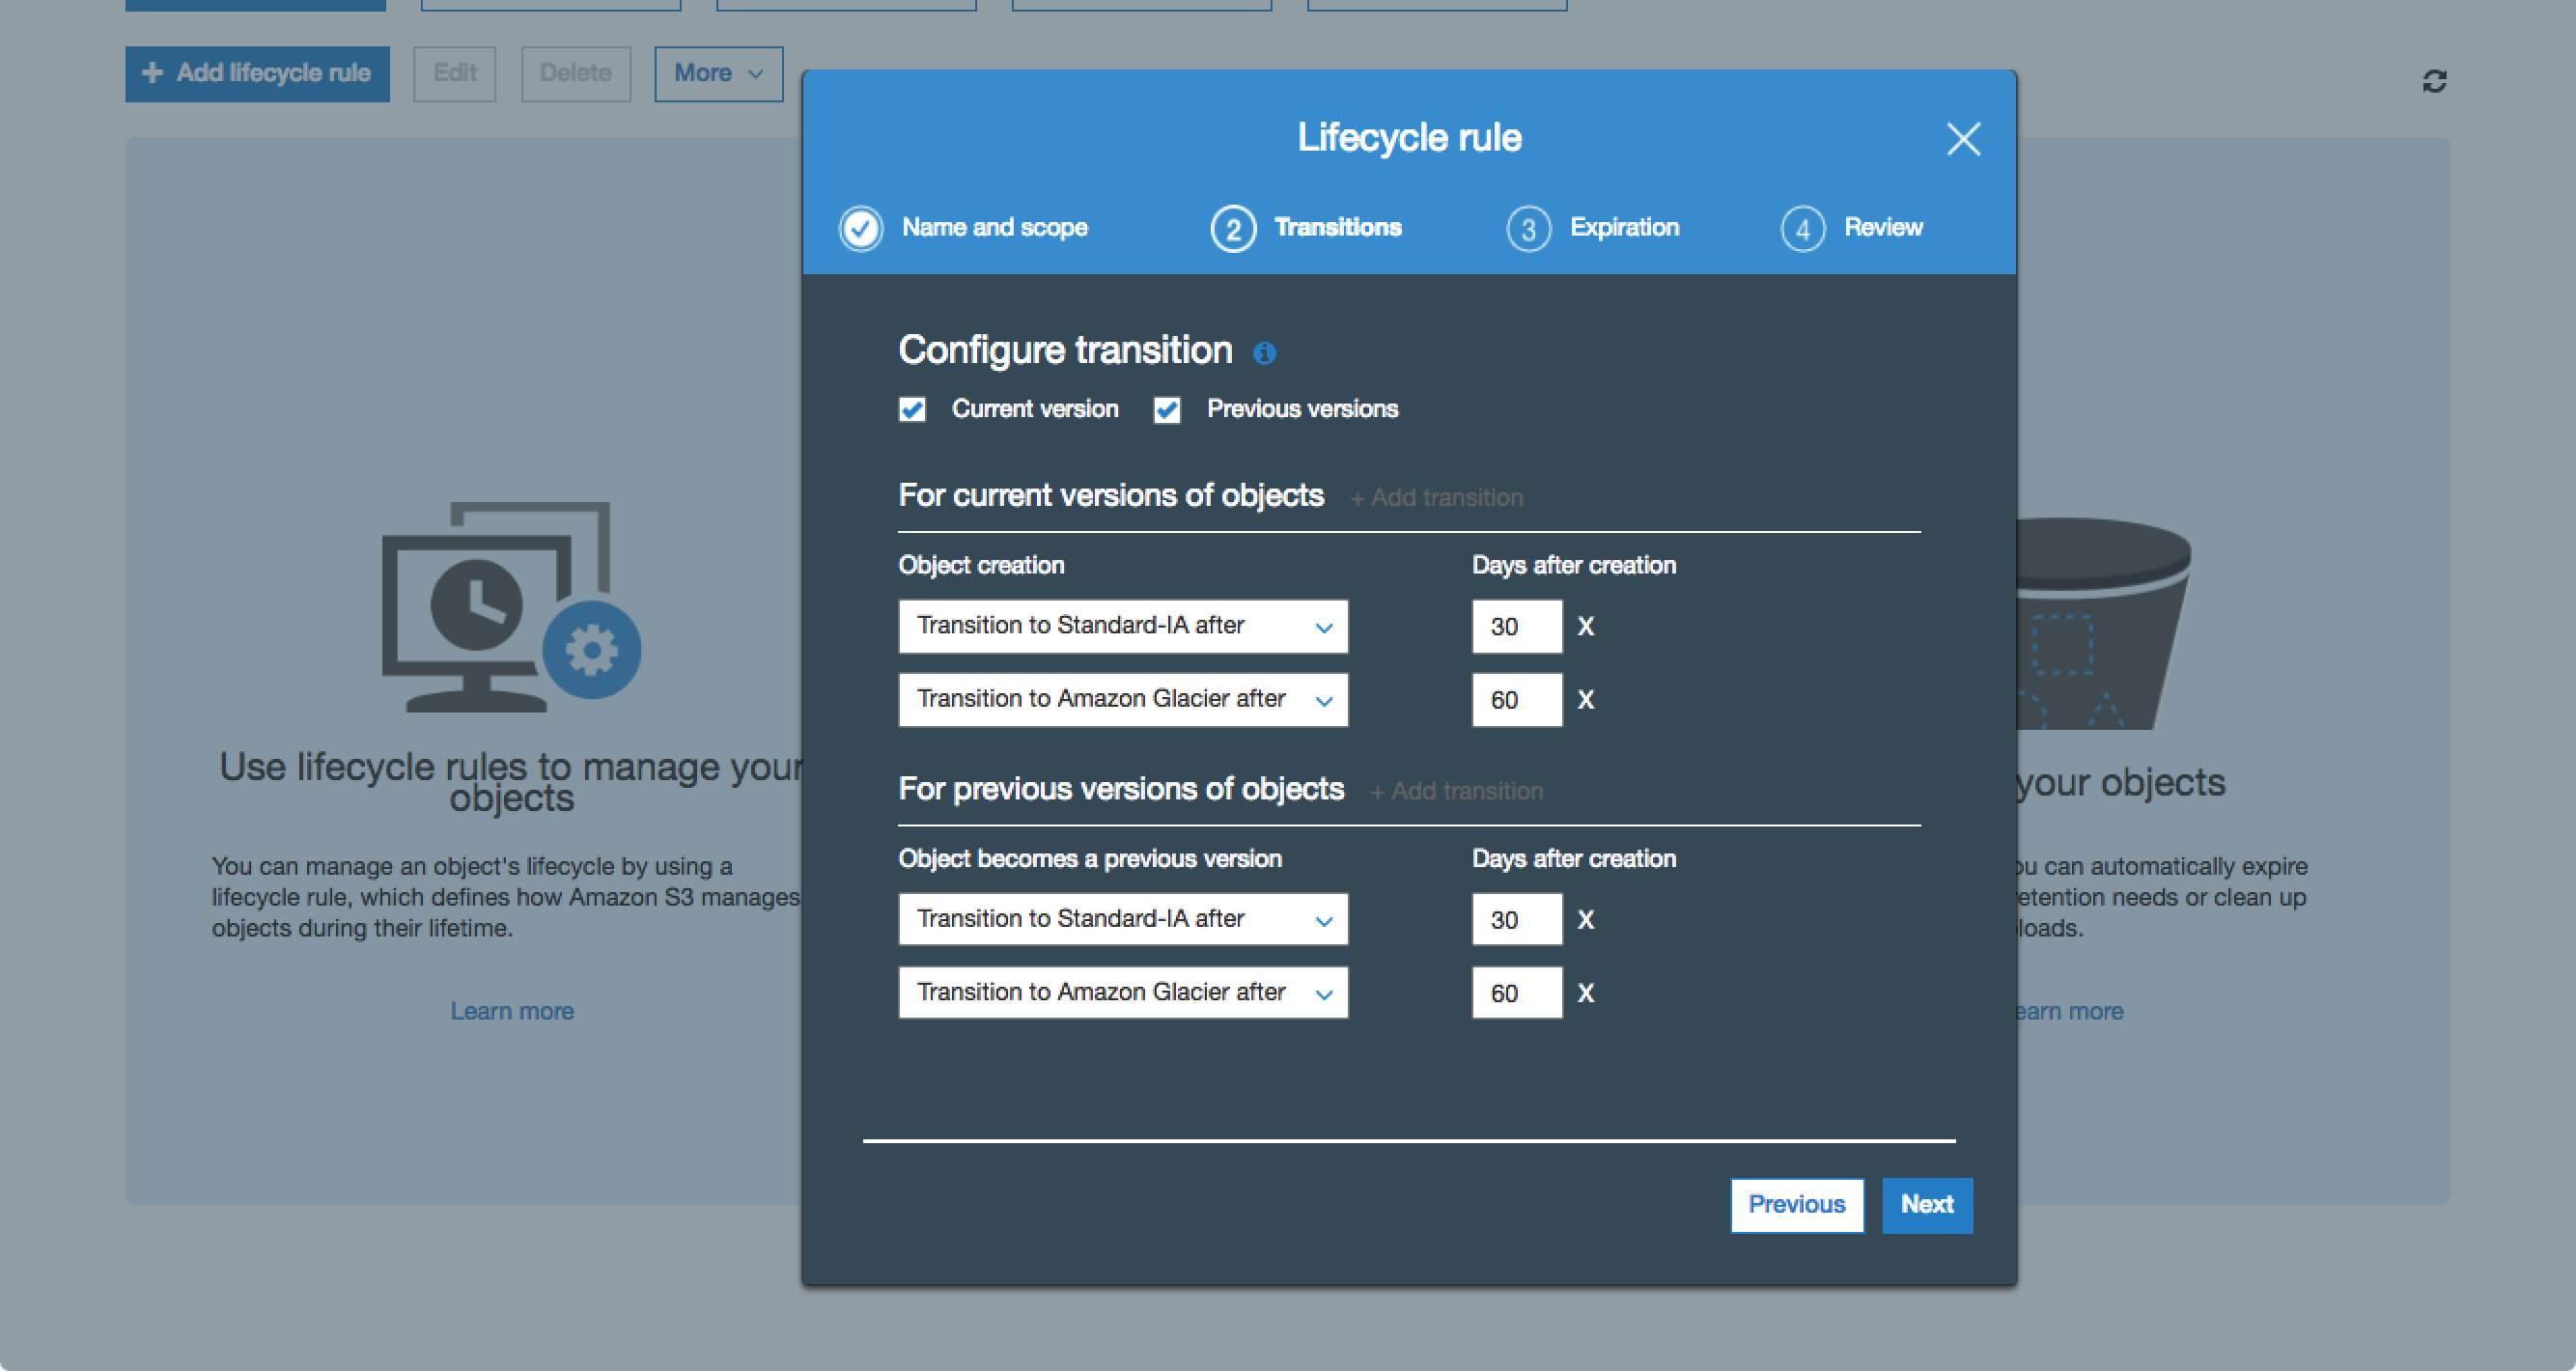 + Add lifecycle rule
Edit
Delete
More
Lifecycle rule
Name and scope
2 Transitions
3 Expiration
4 Review
Configure transition
Current version
Previous versions
For current versions of objects + Add transition
Object creation
Days after creation
Transition to Standard-IA after
30 X
Transition to Amazon Glacier after
60 X
For previous versions of objects + Add transition
Object becomes a previous version
Days after creation
Transition to Standard-IA after
30 X
Transition to Amazon Glacier after
60 X
Previous
Next
Use lifecycle rules to manage your
objects
You can manage an object's lifecycle by using a
lifecycle rule, which defines how Amazon S3 manages
objects during their lifetime.
Learn more
your objects
can automatically expire
needs or clean up
Learn more